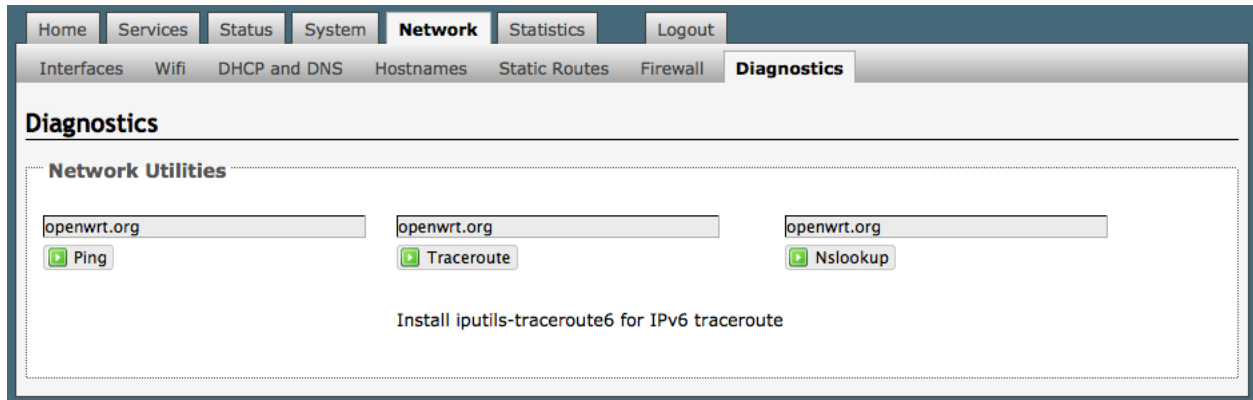 Home Services Status System Network Statistics Logout
Interfaces Wifi DHCP and DNS Hostnames Static Routes Firewall Diagnostics
Diagnostics
Network Utilities
openwrt.org openwrt.org openwrt.org
Ping Traceroute Nslookup
Install iputils-traceroute6 for IPv6 traceroute